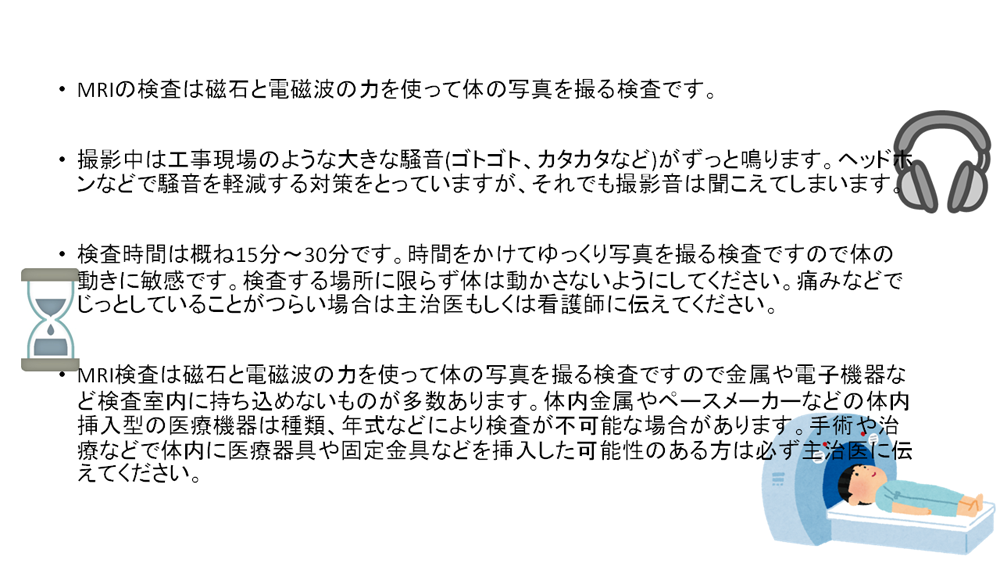 • MRIの検査は磁石と電磁波の力を使って体の写真を撮る検査です。
• 撮影中は工事現場のような大きな騒音(ゴトゴト、カタカタなど)がずっと鳴ります。ヘッドホ
ンなどで騒音を軽減する対策をとっていますが、それでも撮影音は聞こえてしまいます。
• 検査時間は概ね15分～30分です。時間をかけてゆっくり写真を撮る検査ですので体の
動きに敏感です。検査する場所に限らず体は動かさないようにしてください。痛みなどで
じっとしていることがつらい場合は主治医もしくは看護師に伝えてください。
• MRI検査は磁石と電磁波の力を使って体の写真を撮る検査ですので金属や電子機器な
ど検査室内に持ち込めないものが多数あります。体内金属やペースメーカーなどの体内
挿入型の医療機器は種類、年式などにより検査が不可能な場合があります。手術や治
療などで体内に医療器具や固定金具などを挿入した可能性のある方は必ず主治医に伝
えてください。